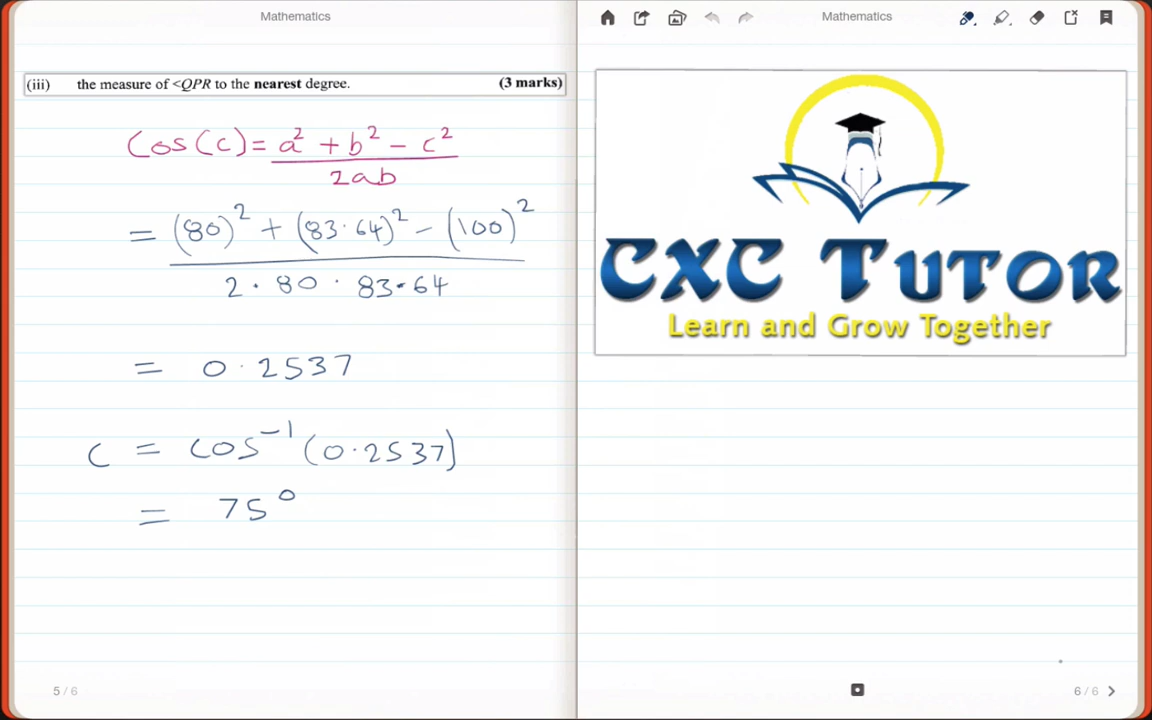 Mathematics
(iii) the measure of <QPR to the nearest degree. (3 marks)
Cos(C) = a² + b² - c²
2ab
= (80)² + (83.64)² - (100)²
2 · 80 · 83.64
= 0.2537
C = cos⁻¹ (0.2537)
= 75°
5 / 6
Mathematics
CXC TUTOR
Learn and Grow Together
6 / 6